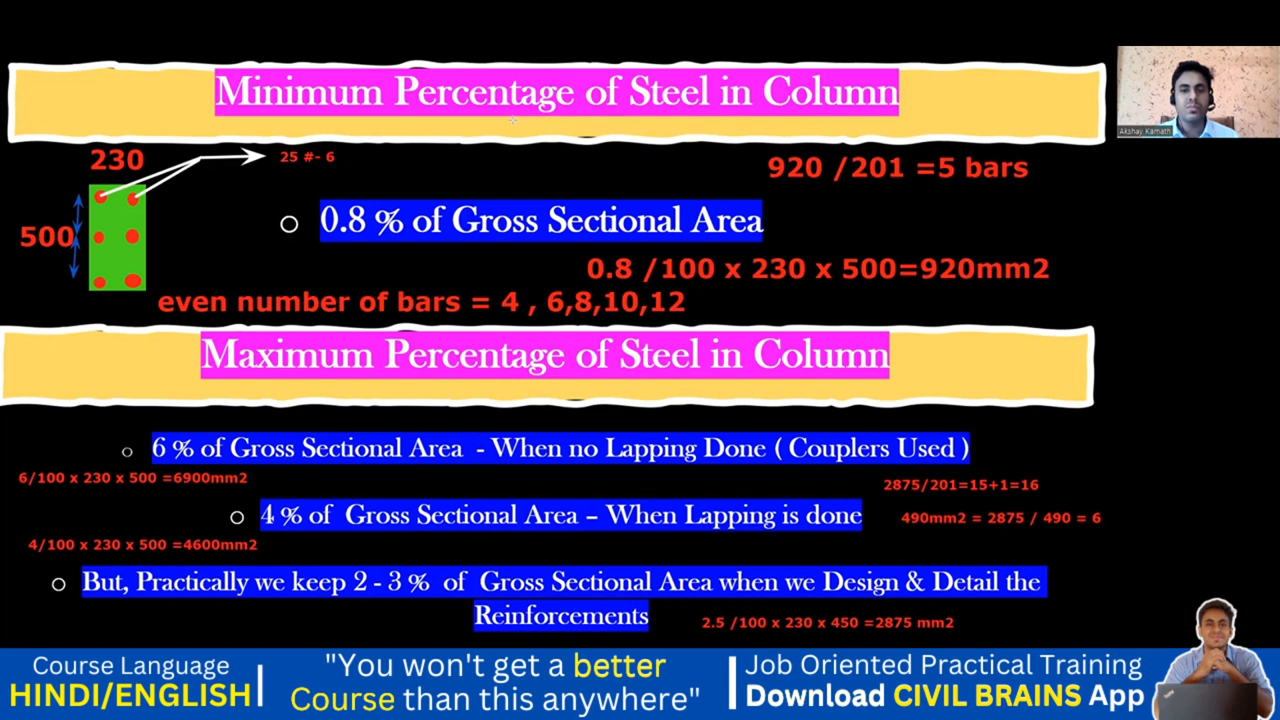 Minimum Percentage of Steel in Column
Akshay Kamath
230
25 #- 6
920 /201 =5 bars
0.8 % of Gross Sectional Area
500
0.8 /100 x 230 x 500=920mm2
even number of bars = 4 , 6,8,10,12
Maximum Percentage of Steel in Column
6 % of Gross Sectional Area - When no Lapping Done ( Couplers Used )
6/100 x 230 x 500 =6900mm2
2875/201=15+1=16
4 % of Gross Sectional Area – When Lapping is done
490mm2 = 2875 / 490 = 6
4/100 x 230 x 500 =4600mm2
But, Practically we keep 2 - 3 % of Gross Sectional Area when we Design & Detail the
Reinforcements
2.5 /100 x 230 x 450 =2875 mm2
Course Language
HINDI/ENGLISH
"You won't get a better
Course than this anywhere"
Job Oriented Practical Training
Download CIVIL BRAINS App